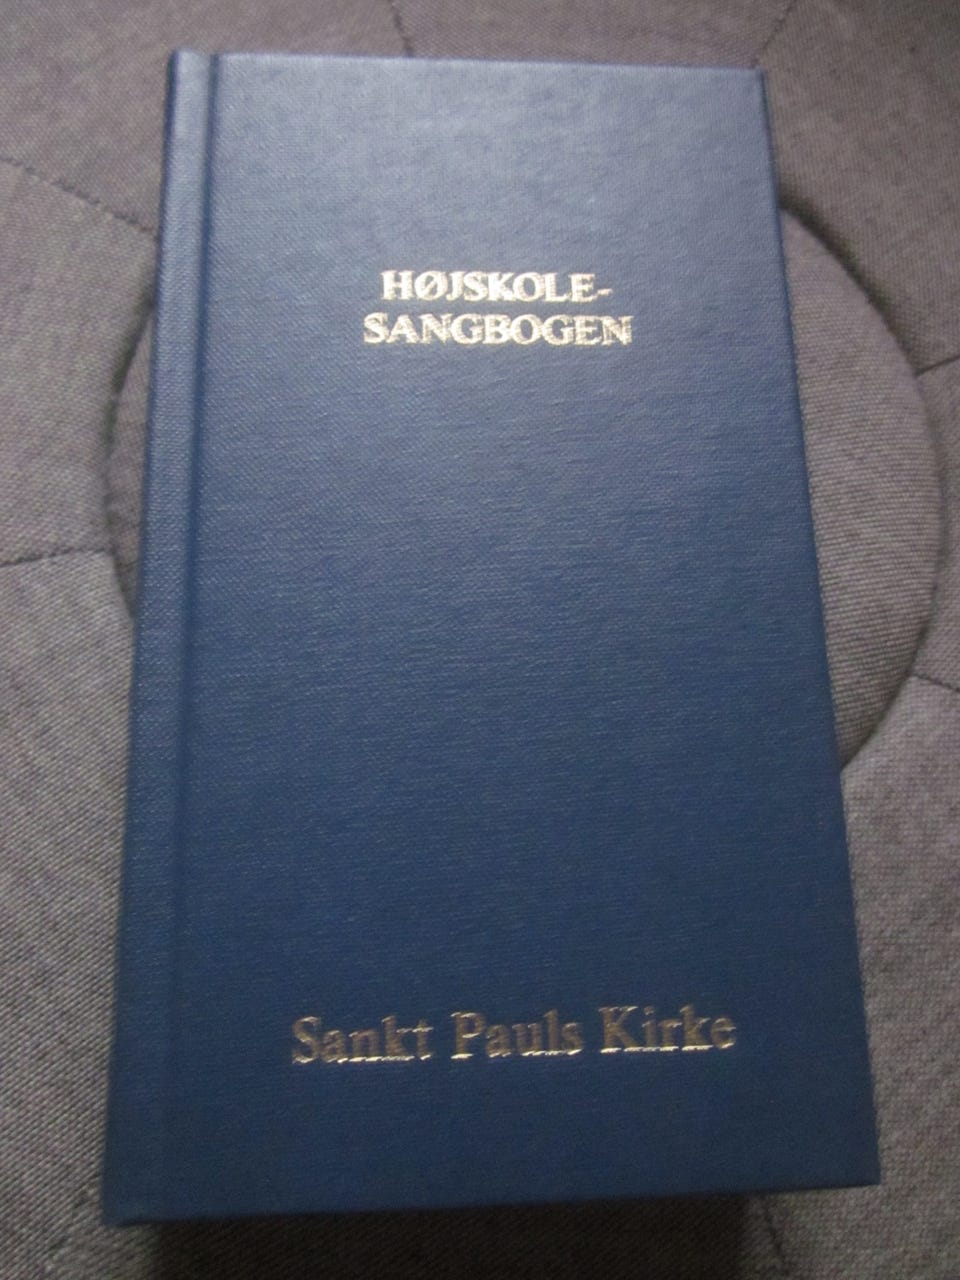 HØJSKOLE-
SANGBOGEN
Sankt Pauls Kirke